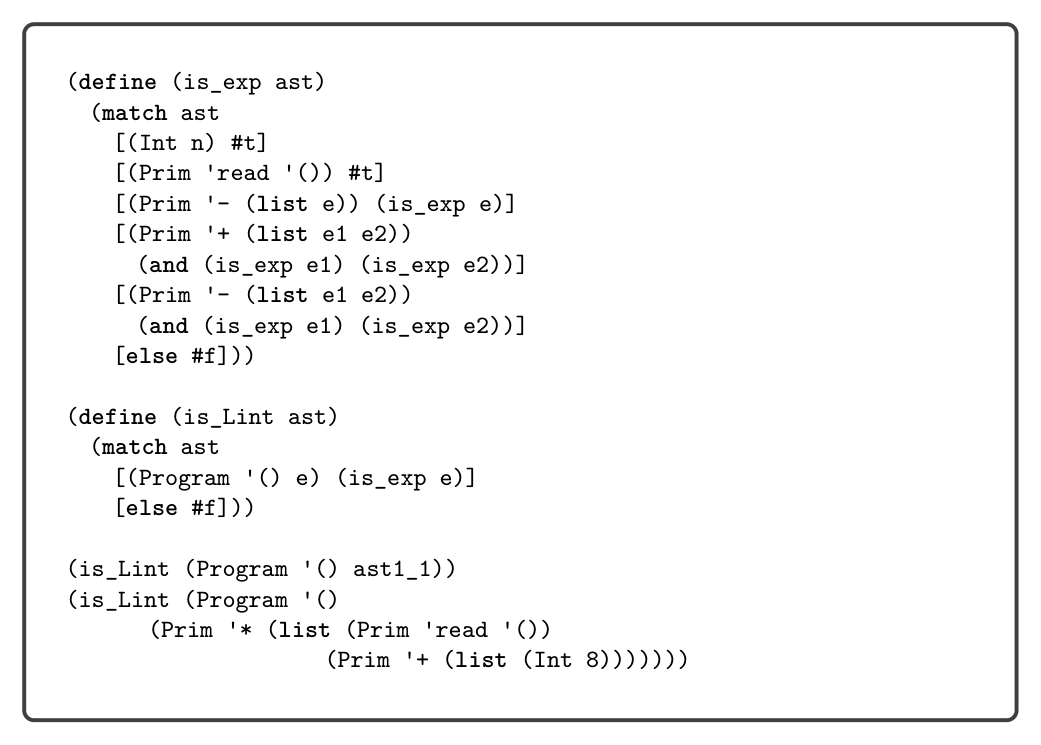 (define (is_exp ast)
  (match ast
    [(Int n) #t]
    [(Prim 'read '()) #t]
    [(Prim '- (list e)) (is_exp e)]
    [(Prim '+ (list e1 e2))
      (and (is_exp e1) (is_exp e2))]
    [(Prim '- (list e1 e2))
      (and (is_exp e1) (is_exp e2))]
    [else #f]))

(define (is_Lint ast)
  (match ast
    [(Program '() e) (is_exp e)]
    [else #f]))

(is_Lint (Program '() ast1_1))
(is_Lint (Program '()
       (Prim '* (list (Prim 'read '())
                      (Prim '+ (list (Int 8)))))))